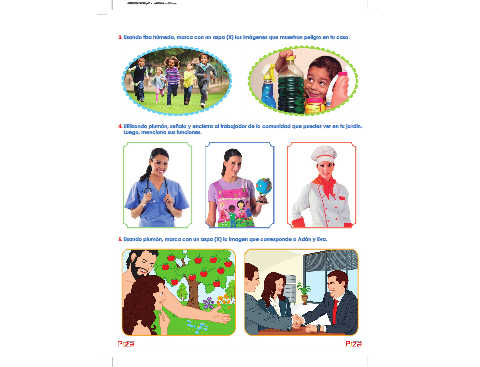 3. Usando tiza húmeda, marca con un aspa (X) las imágenes que muestran peligro en tu casa.
4. Utilizando plumón, señala y encierra al trabajador de la comunidad que puedes ver en tu jardín.
Luego, menciona sus funciones.
5. Usando plumón, marca con un aspa (X) la imagen que corresponde a Adán y Eva.